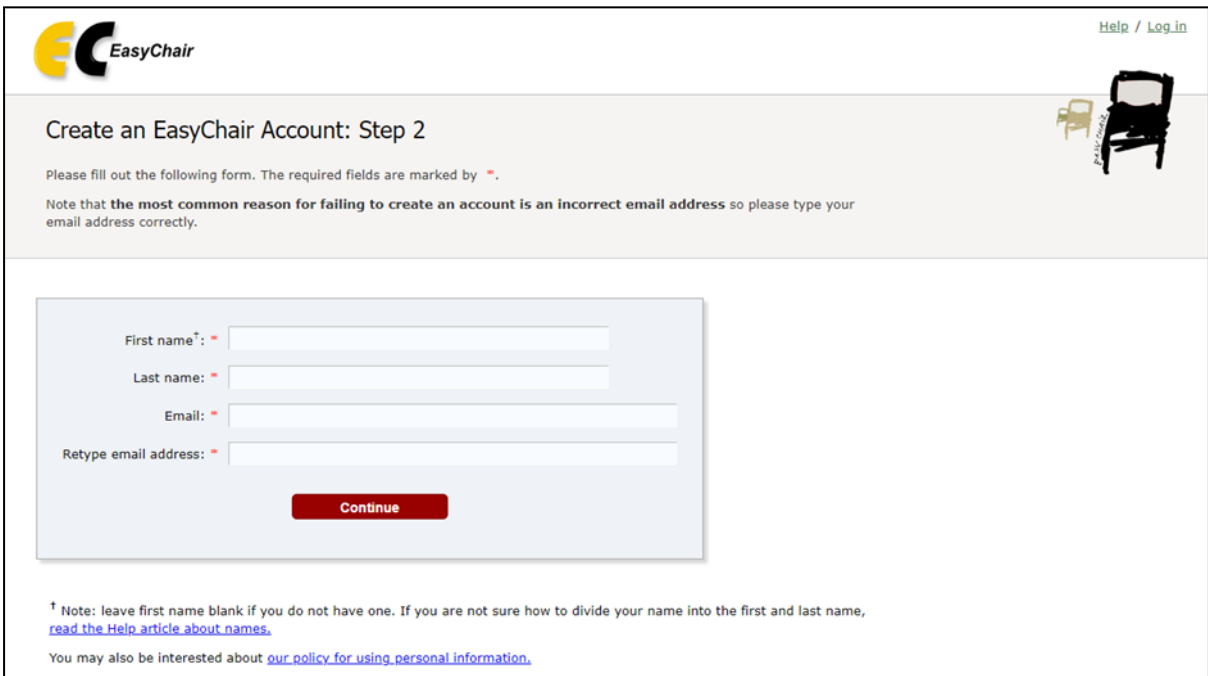 EC EasyChair
Help / Log in
easy chair
Create an EasyChair Account: Step 2
Please fill out the following form. The required fields are marked by *.
Note that the most common reason for failing to create an account is an incorrect email address so please type your
email address correctly.
First name†: *
Last name: *
Email: *
Retype email address: *
Continue
† Note: leave first name blank if you do not have one. If you are not sure how to divide your name into the first and last name,
read the Help article about names.
You may also be interested about our policy for using personal information.